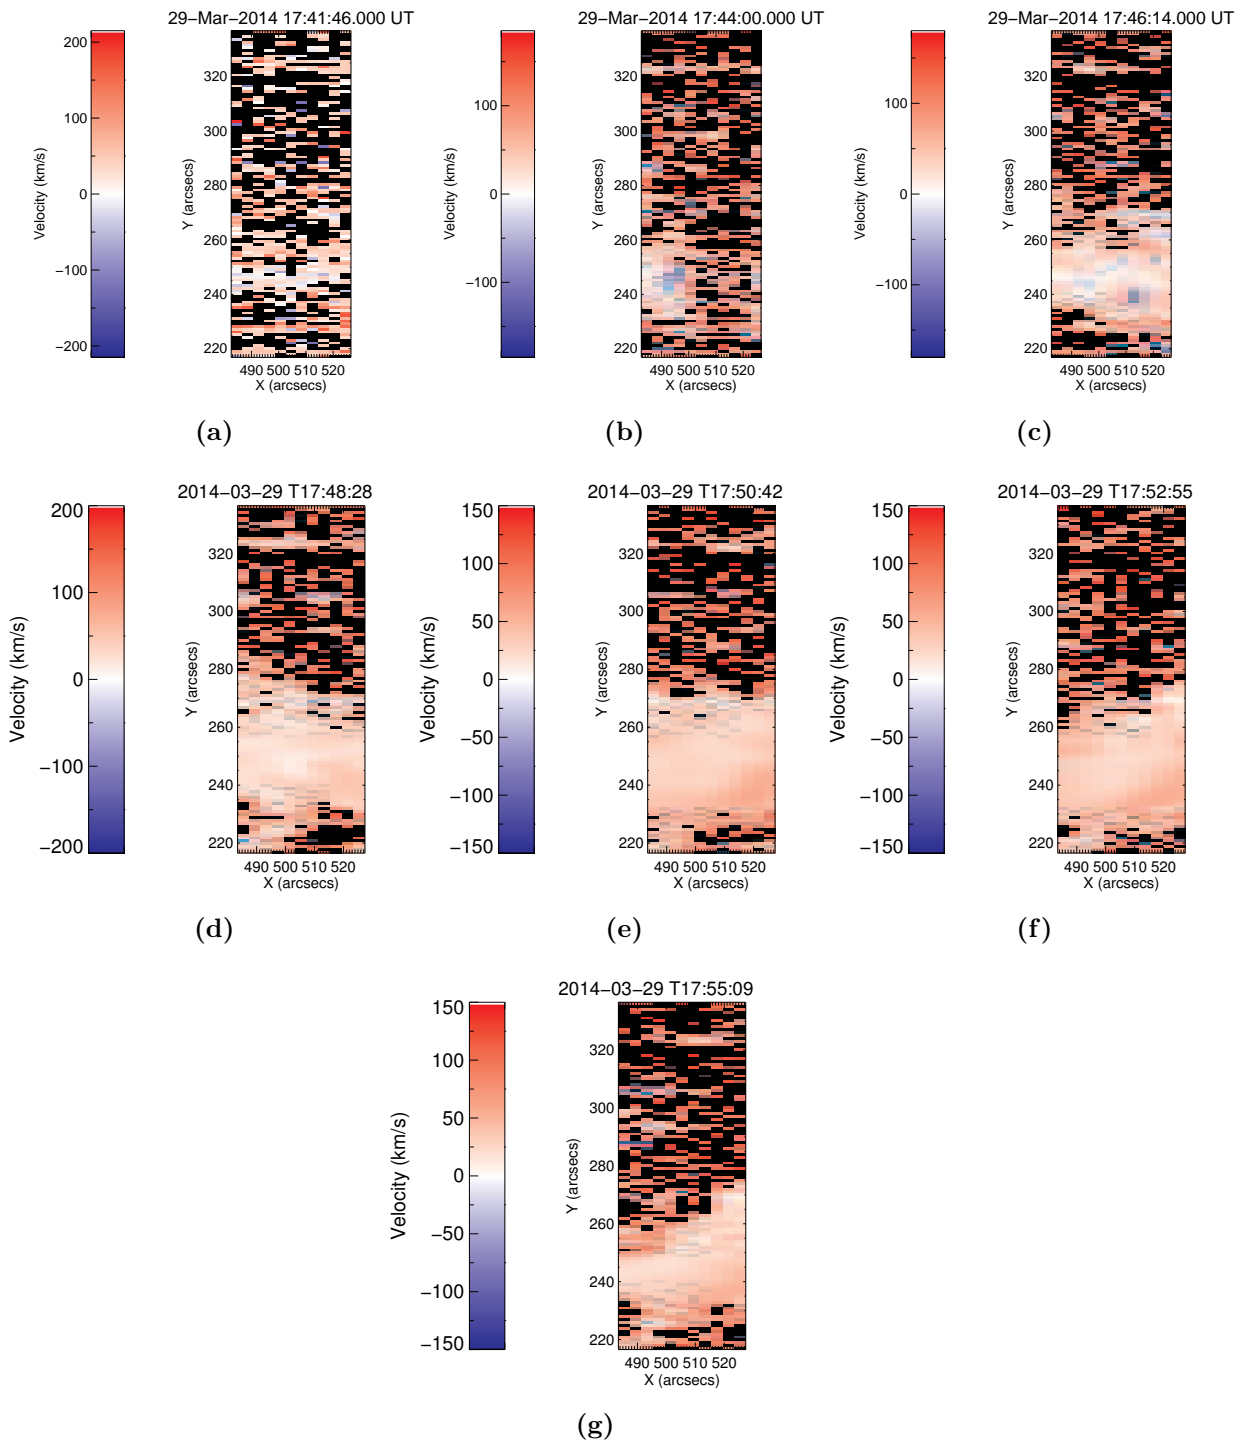 29-Mar-2014 17:41:46.000 UT
29-Mar-2014 17:44:00.000 UT
29-Mar-2014 17:46:14.000 UT
200
100
0
-100
-200
Velocity (km/s)
320
300
280
260
240
220
Y (arcsecs)
490 500 510 520
X (arcsecs)
100
0
-100
Velocity (km/s)
320
300
280
260
240
220
Y (arcsecs)
490 500 510 520
X (arcsecs)
100
0
-100
Velocity (km/s)
320
300
280
260
240
220
Y (arcsecs)
490 500 510 520
X (arcsecs)
(a)
(b)
(c)
2014-03-29 T17:48:28
2014-03-29 T17:50:42
2014-03-29 T17:52:55
200
100
0
-100
-200
Velocity (km/s)
320
300
280
260
240
220
Y (arcsecs)
490 500 510 520
X (arcsecs)
150
100
50
0
-50
-100
-150
Velocity (km/s)
320
300
280
260
240
220
Y (arcsecs)
490 500 510 520
X (arcsecs)
150
100
50
0
-50
-100
-150
Velocity (km/s)
320
300
280
260
240
220
Y (arcsecs)
490 500 510 520
X (arcsecs)
(d)
(e)
(f)
2014-03-29 T17:55:09
150
100
50
0
-50
-100
-150
Velocity (km/s)
320
300
280
260
240
220
Y (arcsecs)
490 500 510 520
X (arcsecs)
(g)